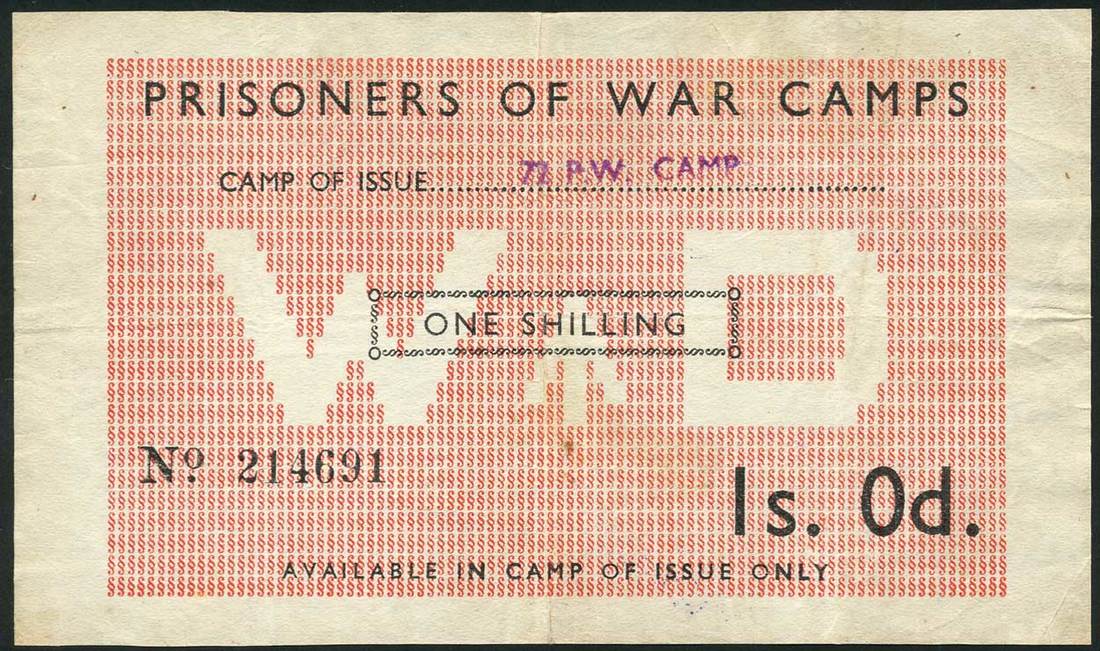 PRISONERS OF WAR CAMPS
CAMP OF ISSUE.......... 72 P.W. CAMP ..........
W D
ONE SHILLING
Nº 214691
1s. 0d.
AVAILABLE IN CAMP OF ISSUE ONLY